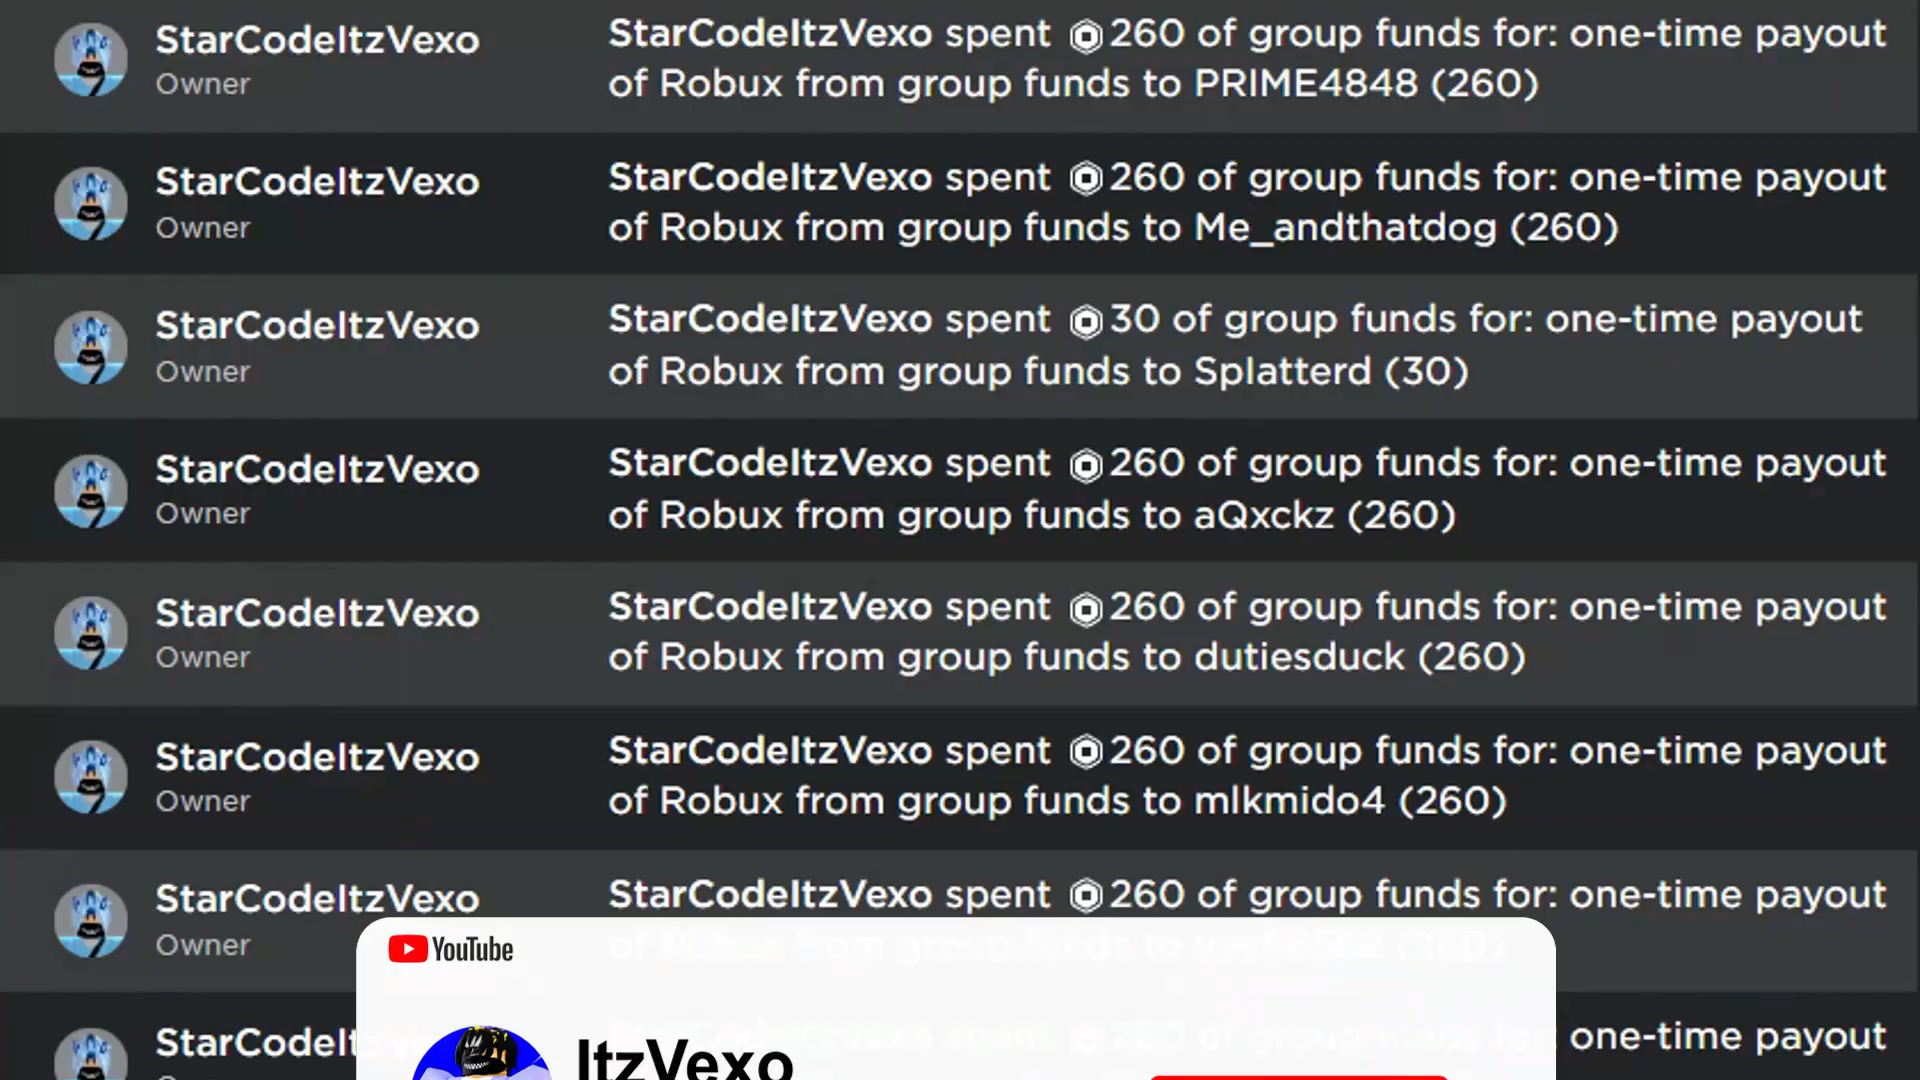 StarCodeItzVexo
Owner
StarCodeItzVexo spent 260 of group funds for: one-time payout
of Robux from group funds to PRIME4848 (260)
StarCodeItzVexo
Owner
StarCodeItzVexo spent 260 of group funds for: one-time payout
of Robux from group funds to Me_andthatdog (260)
StarCodeItzVexo
Owner
StarCodeItzVexo spent 30 of group funds for: one-time payout
of Robux from group funds to Splatterd (30)
StarCodeItzVexo
Owner
StarCodeItzVexo spent 260 of group funds for: one-time payout
of Robux from group funds to aQxckz (260)
StarCodeItzVexo
Owner
StarCodeItzVexo spent 260 of group funds for: one-time payout
of Robux from group funds to dutiesduck (260)
StarCodeItzVexo
Owner
StarCodeItzVexo spent 260 of group funds for: one-time payout
of Robux from group funds to mlkmido4 (260)
StarCodeItzVexo
Owner
StarCodeItzVexo spent 260 of group funds for: one-time payout
YouTube
one-time payout
ItzVexo